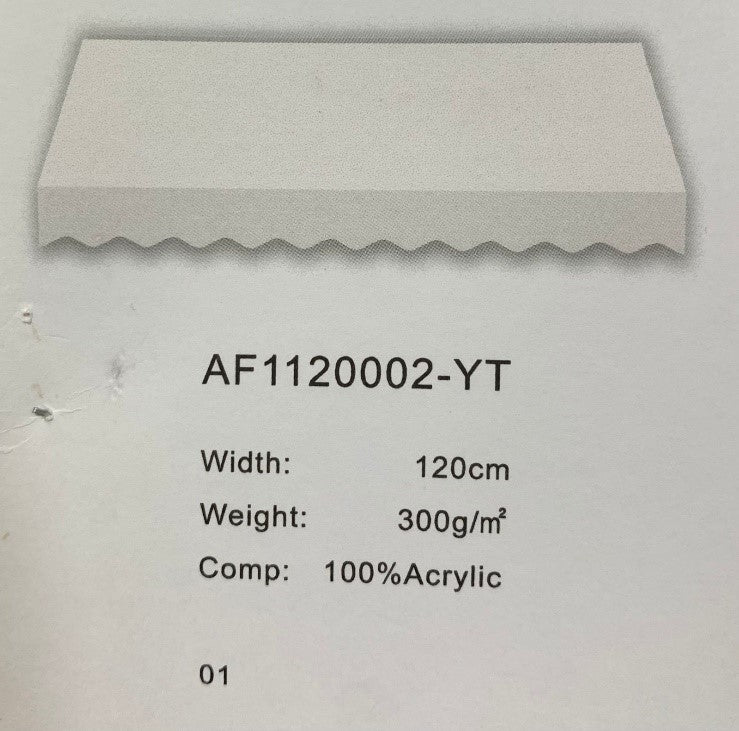 AF1120002-YT
Width: 120cm
Weight: 300g/㎡
Comp: 100%Acrylic
01